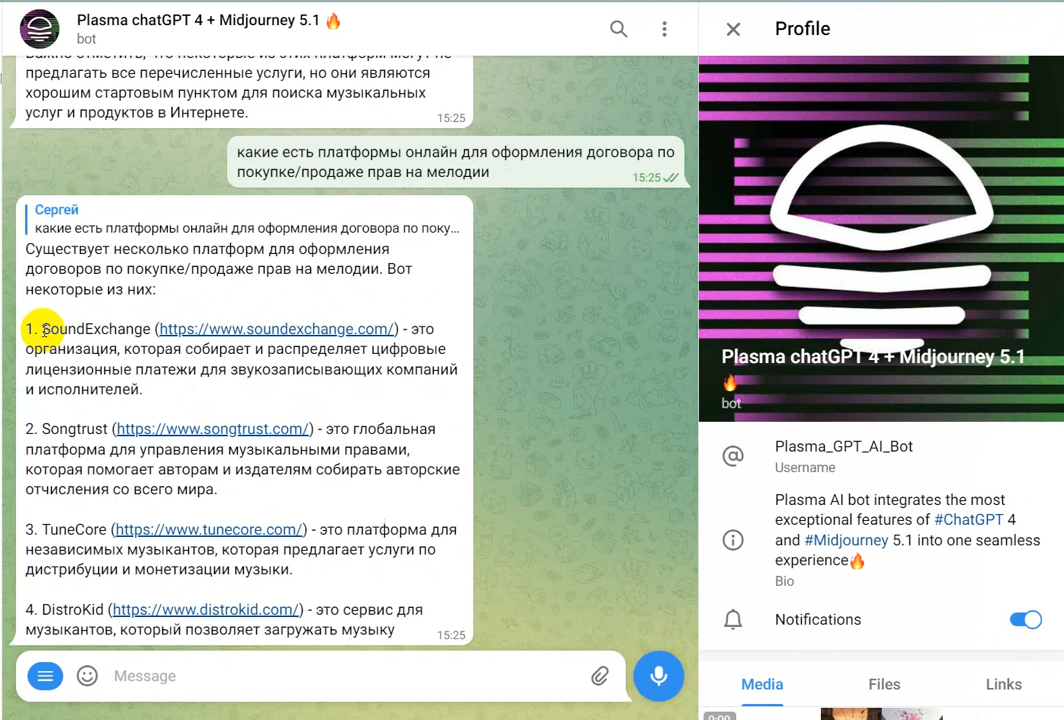 Plasma chatGPT 4 + Midjourney 5.1 🔥
bot
предлагать все перечисленные услуги, но они являются
хорошим стартовым пунктом для поиска музыкальных
услуг и продуктов в Интернете.
15:25
какие есть платформы онлайн для оформления договора по
покупке/продаже прав на мелодии
15:25
Сергей
какие есть платформы онлайн для оформления договора по поку...
Существует несколько платформ для оформления
договоров по покупке/продаже прав на мелодии. Вот
некоторые из них:
1. SoundExchange (https://www.soundexchange.com/) - это
организация, которая собирает и распределяет цифровые
лицензионные платежи для звукозаписывающих компаний
и исполнителей.
2. Songtrust (https://www.songtrust.com/) - это глобальная
платформа для управления музыкальными правами,
которая помогает авторам и издателям собирать авторские
отчисления со всего мира.
3. TuneCore (https://www.tunecore.com/) - это платформа для
независимых музыкантов, которая предлагает услуги по
дистрибуции и монетизации музыки.
4. DistroKid (https://www.distrokid.com/) - это сервис для
музыкантов, который позволяет загружать музыку
15:25
Message
Profile
Plasma chatGPT 4 + Midjourney 5.1
🔥
bot
Plasma_GPT_AI_Bot
Username
Plasma AI bot integrates the most
exceptional features of #ChatGPT 4
and #Midjourney 5.1 into one seamless
experience🔥
Bio
Notifications
Media
Files
Links
0:00